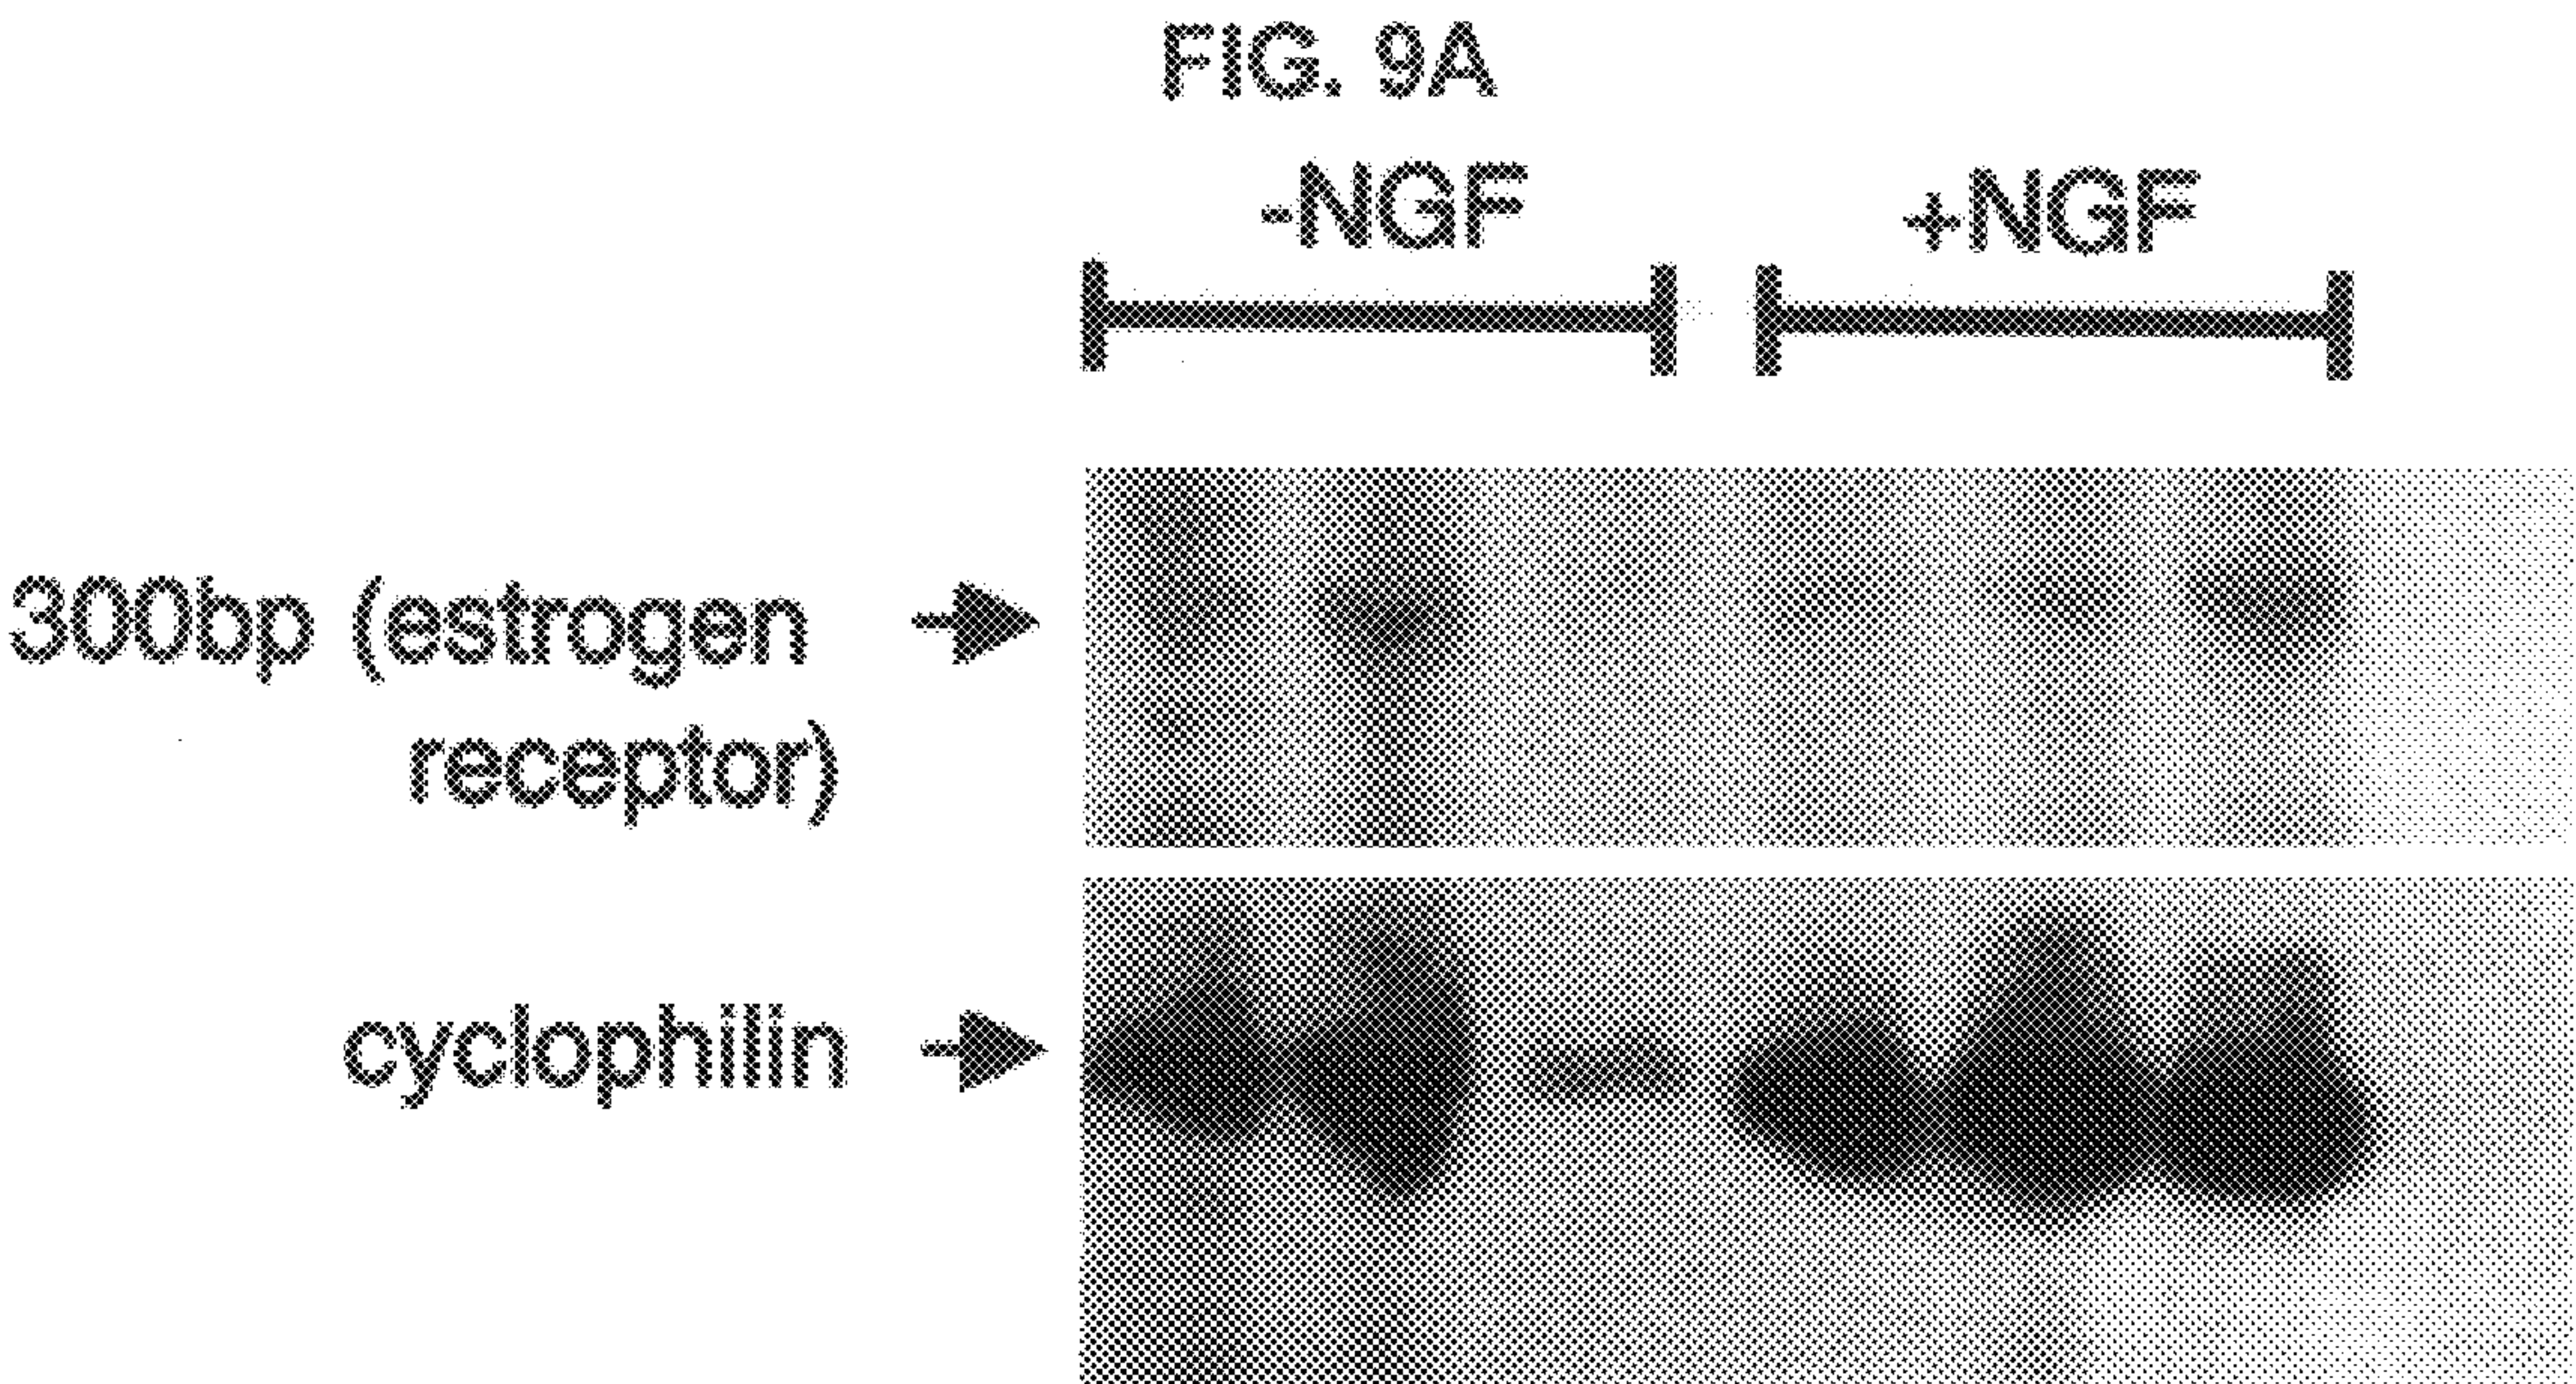 FIG. 9A
-NGF
+NGF
300bp (estrogen
receptor)
cyclophilin